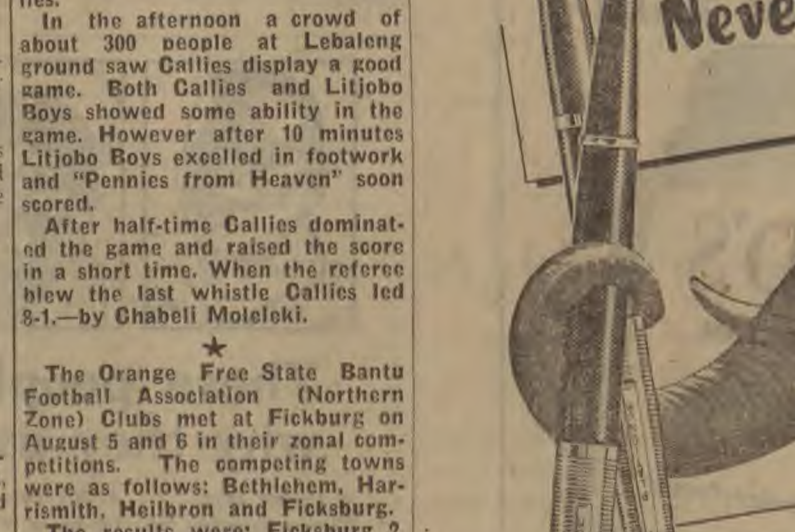 In the afternoon a crowd of
about 300 people at Lebaleng
ground saw Callies display a good
game. Both Callies and Litjobo
Boys showed some ability in the
game. However after 10 minutes
Litjobo Boys excelled in footwork
and "Pennies from Heaven" soon
scored.
After half-time Callies dominat-
ed the game and raised the score
in a short time. When the referee
blew the last whistle Callies led
8-1.—by Chabeli Moleleki.
★
The Orange Free State Bantu
Football Association (Northern
Zone) Clubs met at Fickburg on
August 5 and 6 in their zonal com-
petitions. The competing towns
were as follows: Bethlehem, Har-
rismith, Heilbron and Ficksburg.
The results were: Ficksburg 2
Neve